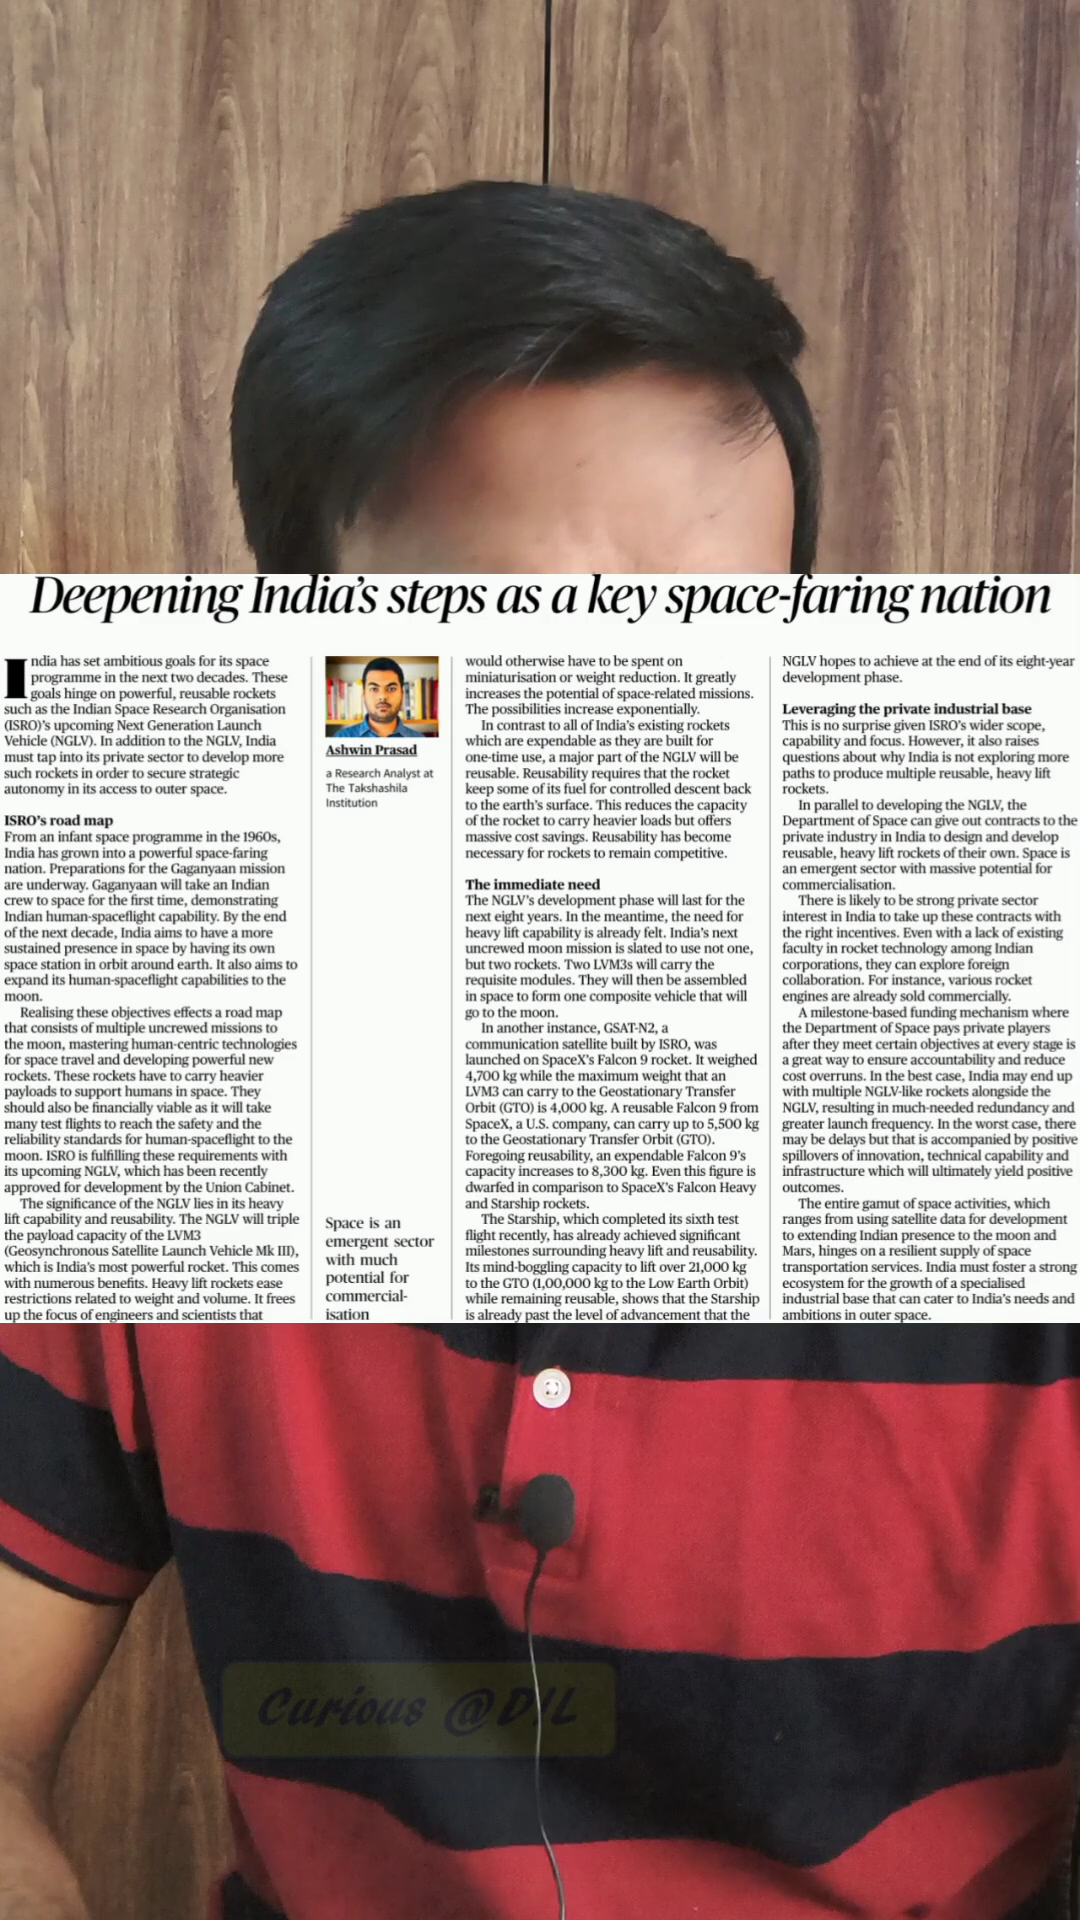 Deepening India's steps as a key space-faring nation
India has set ambitious goals for its space
programme in the next two decades. These
goals hinge on powerful, reusable rockets
such as the Indian Space Research Organisation
(ISRO)'s upcoming Next Generation Launch
Vehicle (NGLV). In addition to the NGLV, India
must tap into its private sector to develop more
such rockets in order to secure strategic
autonomy in its access to outer space.
ISRO's road map
From an infant space programme in the 1960s,
India has grown into a powerful space-faring
nation. Preparations for the Gaganyaan mission
are underway. Gaganyaan will take an Indian
crew to space for the first time, demonstrating
Indian human-spaceflight capability. By the end
of the next decade, India aims to have a more
sustained presence in space by having its own
space station in orbit around earth. It also aims to
expand its human-spaceflight capabilities to the
moon.
Realising these objectives effects a road map
that consists of multiple uncrewed missions to
the moon, mastering human-centric technologies
for space travel and developing powerful new
rockets. These rockets have to carry heavier
payloads to support humans in space. They
should also be financially viable as it will take
many test flights to reach the safety and the
reliability standards for human-spaceflight to the
moon. ISRO is fulfilling these requirements with
its upcoming NGLV, which has been recently
approved for development by the Union Cabinet.
The significance of the NGLV lies in its heavy
lift capability and reusability. The NGLV will triple
the payload capacity of the LVM3
(Geosynchronous Satellite Launch Vehicle Mk III),
which is India's most powerful rocket. This comes
with numerous benefits. Heavy lift rockets ease
restrictions related to weight and volume. It frees
up the focus of engineers and scientists that
Ashwin Prasad
a Research Analyst at
The Takshashila
Institution
Space is an
emergent sector
with much
potential for
commercial-
isation
would otherwise have to be spent on
miniaturisation or weight reduction. It greatly
increases the potential of space-related missions.
The possibilities increase exponentially.
In contrast to all of India's existing rockets
which are expendable as they are built for
one-time use, a major part of the NGLV will be
reusable. Reusability requires that the rocket
keep some of its fuel for controlled descent back
to the earth's surface. This reduces the capacity
of the rocket to carry heavier loads but offers
massive cost savings. Reusability has become
necessary for rockets to remain competitive.
The immediate need
The NGLV's development phase will last for the
next eight years. In the meantime, the need for
heavy lift capability is already felt. India's next
uncrewed moon mission is slated to use not one,
but two rockets. Two LVM3s will carry the
requisite modules. They will then be assembled
in space to form one composite vehicle that will
go to the moon.
In another instance, GSAT-N2, a
communication satellite built by ISRO, was
launched on SpaceX's Falcon 9 rocket. It weighed
4,700 kg while the maximum weight that an
LVM3 can carry to the Geostationary Transfer
Orbit (GTO) is 4,000 kg. A reusable Falcon 9 from
SpaceX, a U.S. company, can carry up to 5,500 kg
to the Geostationary Transfer Orbit (GTO).
Foregoing reusability, an expendable Falcon 9's
capacity increases to 8,300 kg. Even this figure is
dwarfed in comparison to SpaceX's Falcon Heavy
and Starship rockets.
The Starship, which completed its sixth test
flight recently, has already achieved significant
milestones surrounding heavy lift and reusability.
Its mind-boggling capacity to lift over 21,000 kg
to the GTO (1,00,000 kg to the Low Earth Orbit)
while remaining reusable, shows that the Starship
is already past the level of advancement that the
NGLV hopes to achieve at the end of its eight-year
development phase.
Leveraging the private industrial base
This is no surprise given ISRO's wider scope,
capability and focus. However, it also raises
questions about why India is not exploring more
paths to produce multiple reusable, heavy lift
rockets.
In parallel to developing the NGLV, the
Department of Space can give out contracts to the
private industry in India to design and develop
reusable, heavy lift rockets of their own. Space is
an emergent sector with massive potential for
commercialisation.
There is likely to be strong private sector
interest in India to take up these contracts with
the right incentives. Even with a lack of existing
faculty in rocket technology among Indian
corporations, they can explore foreign
collaboration. For instance, various rocket
engines are already sold commercially.
A milestone-based funding mechanism where
the Department of Space pays private players
after they meet certain objectives at every stage is
a great way to ensure accountability and reduce
cost overruns. In the best case, India may end up
with multiple NGLV-like rockets alongside the
NGLV, resulting in much-needed redundancy and
greater launch frequency. In the worst case, there
may be delays but that is accompanied by positive
spillovers of innovation, technical capability and
infrastructure which will ultimately yield positive
outcomes.
The entire gamut of space activities, which
ranges from using satellite data for development
to extending Indian presence to the moon and
Mars, hinges on a resilient supply of space
transportation services. India must foster a strong
ecosystem for the growth of a specialised
industrial base that can cater to India's needs and
ambitions in outer space.
Curious @D!L